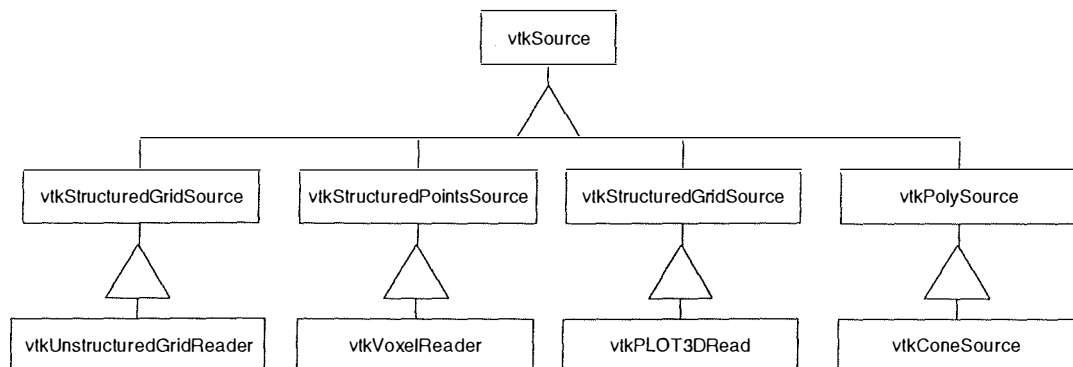 vtkSource
vtkStructuredGridSource
vtkStructuredPointsSource
vtkStructuredGridSource
vtkPolySource
vtkUnstructuredGridReader
vtkVoxelReader
vtkPLOT3DRead
vtkConeSource